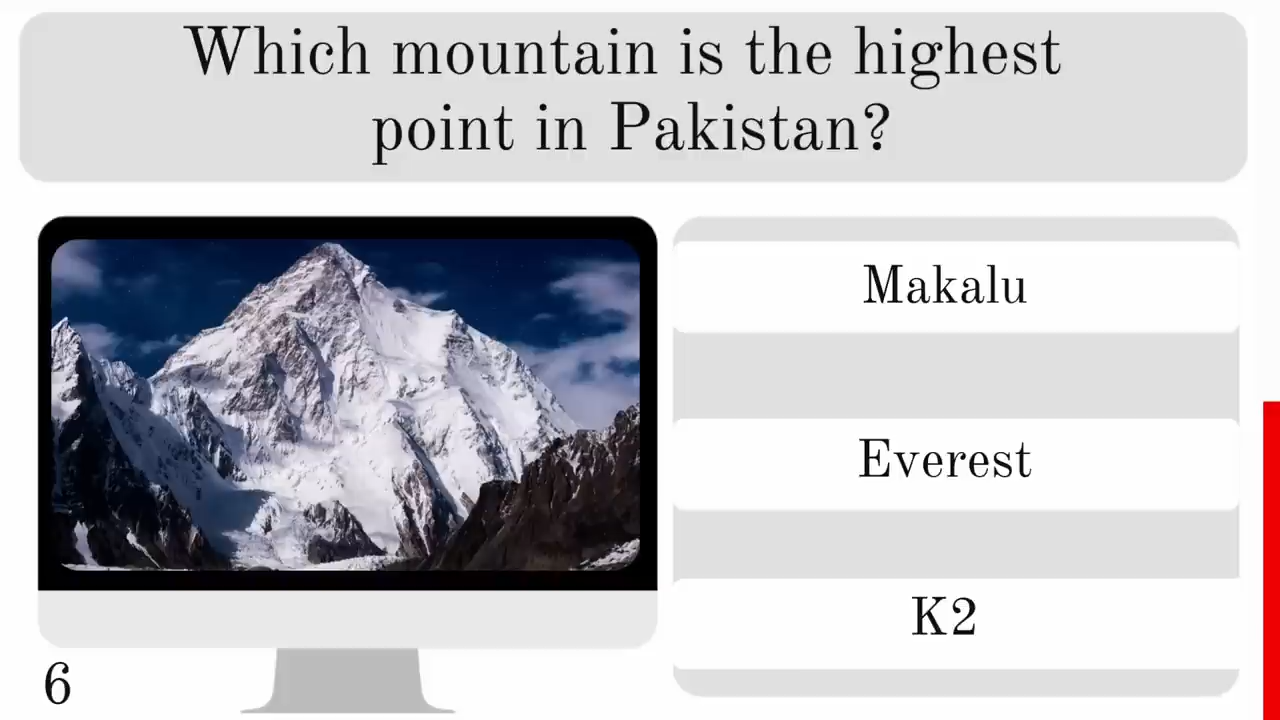 Which mountain is the highest
point in Pakistan?
Makalu
Everest
K2
6